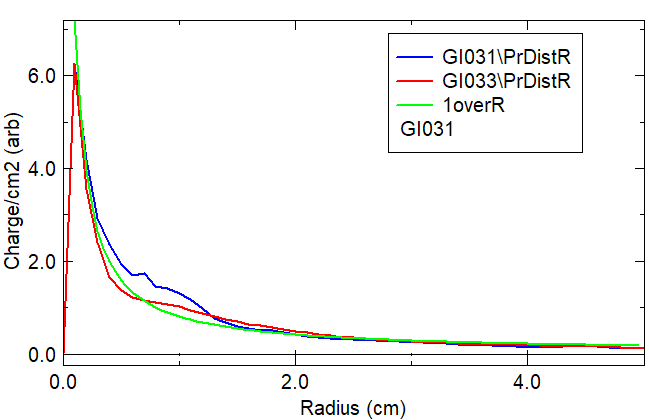 GI031\PrDistR
GI033\PrDistR
1overR
GI031
Charge/cm2 (arb)
6.0
4.0
2.0
0.0
0.0 2.0 4.0
Radius (cm)